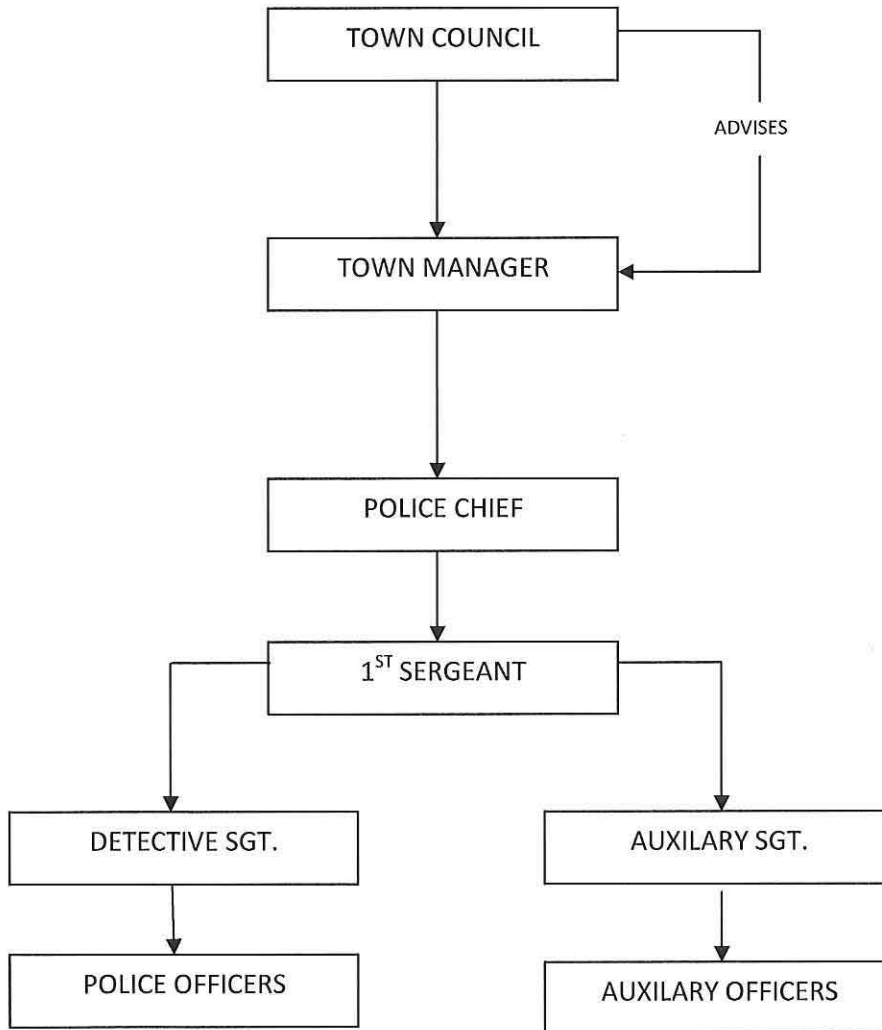 TOWN COUNCIL
ADVISES
TOWN MANAGER
POLICE CHIEF
1ST SERGEANT
DETECTIVE SGT.
AUXILARY SGT.
POLICE OFFICERS
AUXILARY OFFICERS